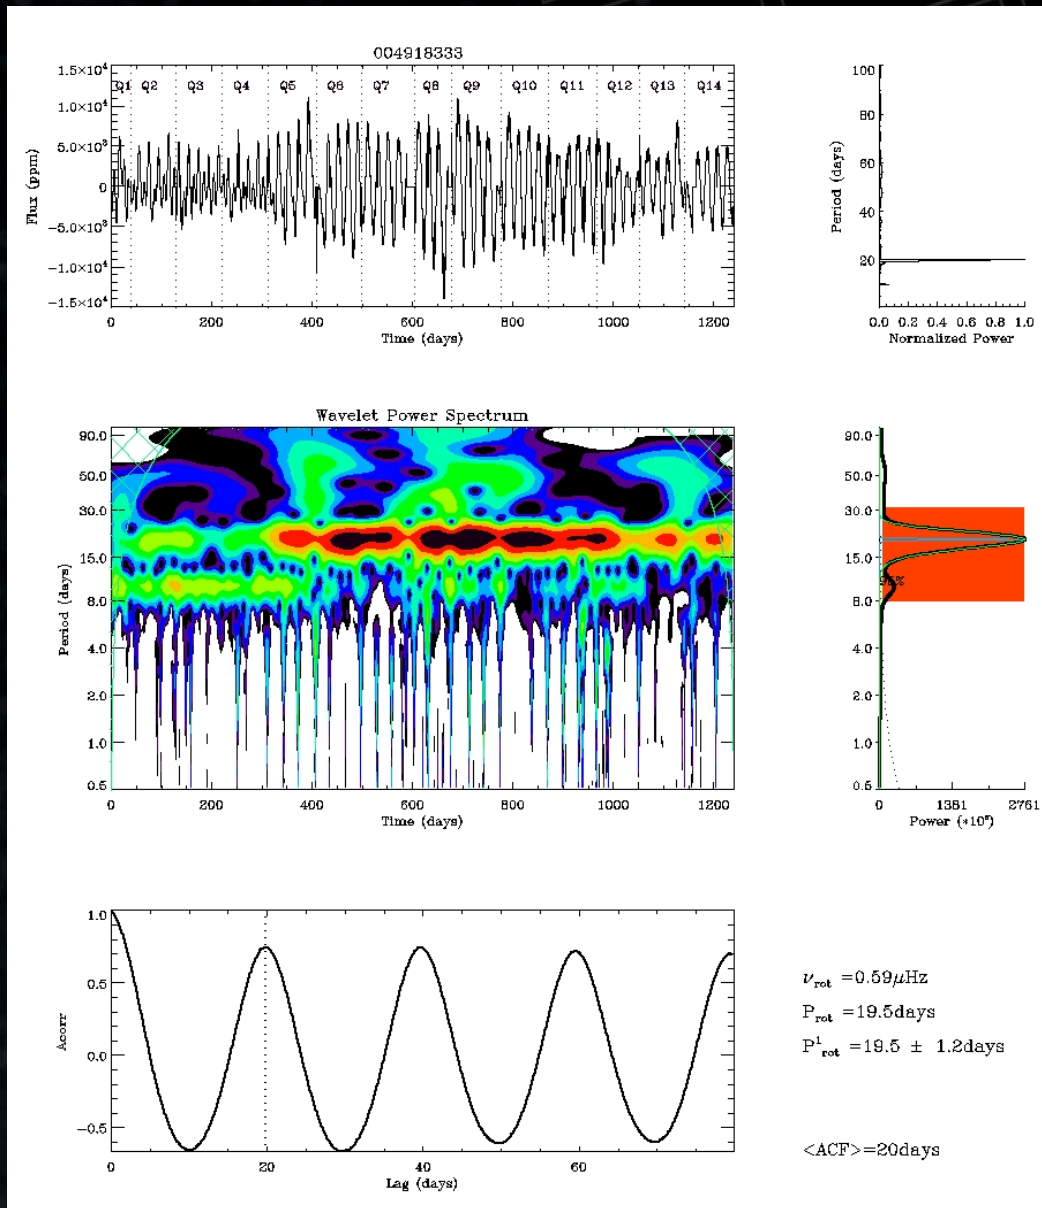 004918333
1.5×10⁴
1.0×10⁴
5.0×10³
0
−5.0×10³
−1.0×10⁴
−1.5×10⁴
Flux (ppm)
Q1 Q2 Q3 Q4 Q5 Q6 Q7 Q8 Q9 Q10 Q11 Q12 Q13 Q14
0 200 400 600 800 1000 1200
Time (days)
100
80
60
40
20
Period (days)
0.0 0.2 0.4 0.6 0.8 1.0
Normalized Power
Wavelet Power Spectrum
90.0
50.0
30.0
15.0
8.0
4.0
2.0
1.0
0.5
Period (days)
0 200 400 600 800 1000 1200
Time (days)
90.0
50.0
30.0
15.0
8.0
4.0
2.0
1.0
0.5
0 1381 2761
1.0
0.5
0.0
−0.5
Acorr
0 20 40 60
Lag (days)
νrot =0.59μHz
Prot =19.5days
P¹rot =19.5 ± 1.2days
<ACF>=20days